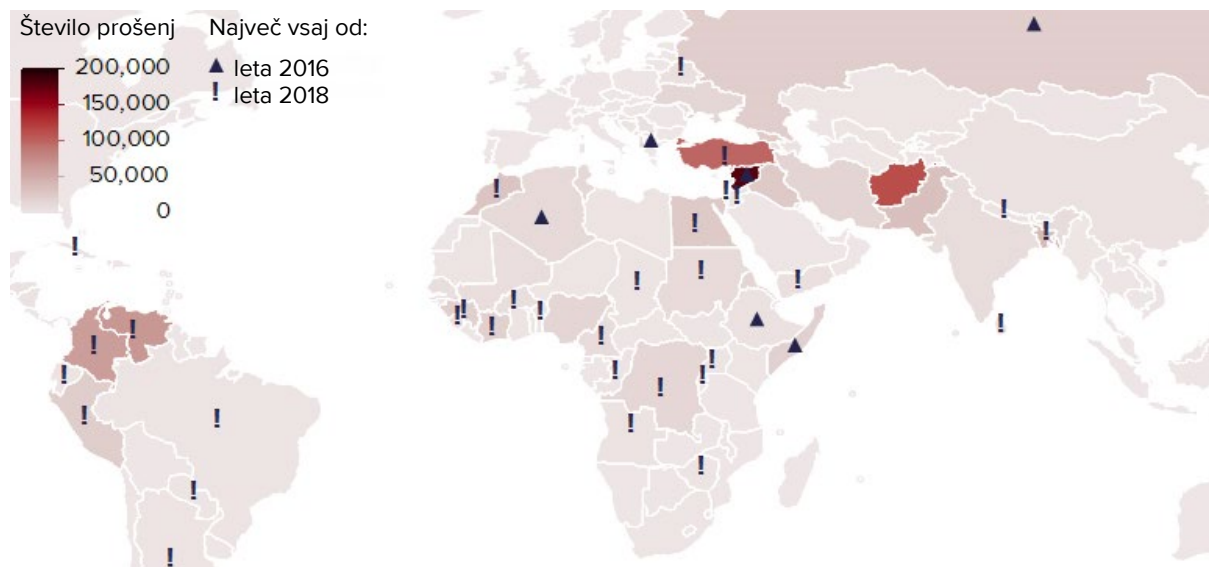 Število prošenj
200,000
150,000
100,000
50,000
0
Največ vsaj od:
▲ leta 2016
! leta 2018